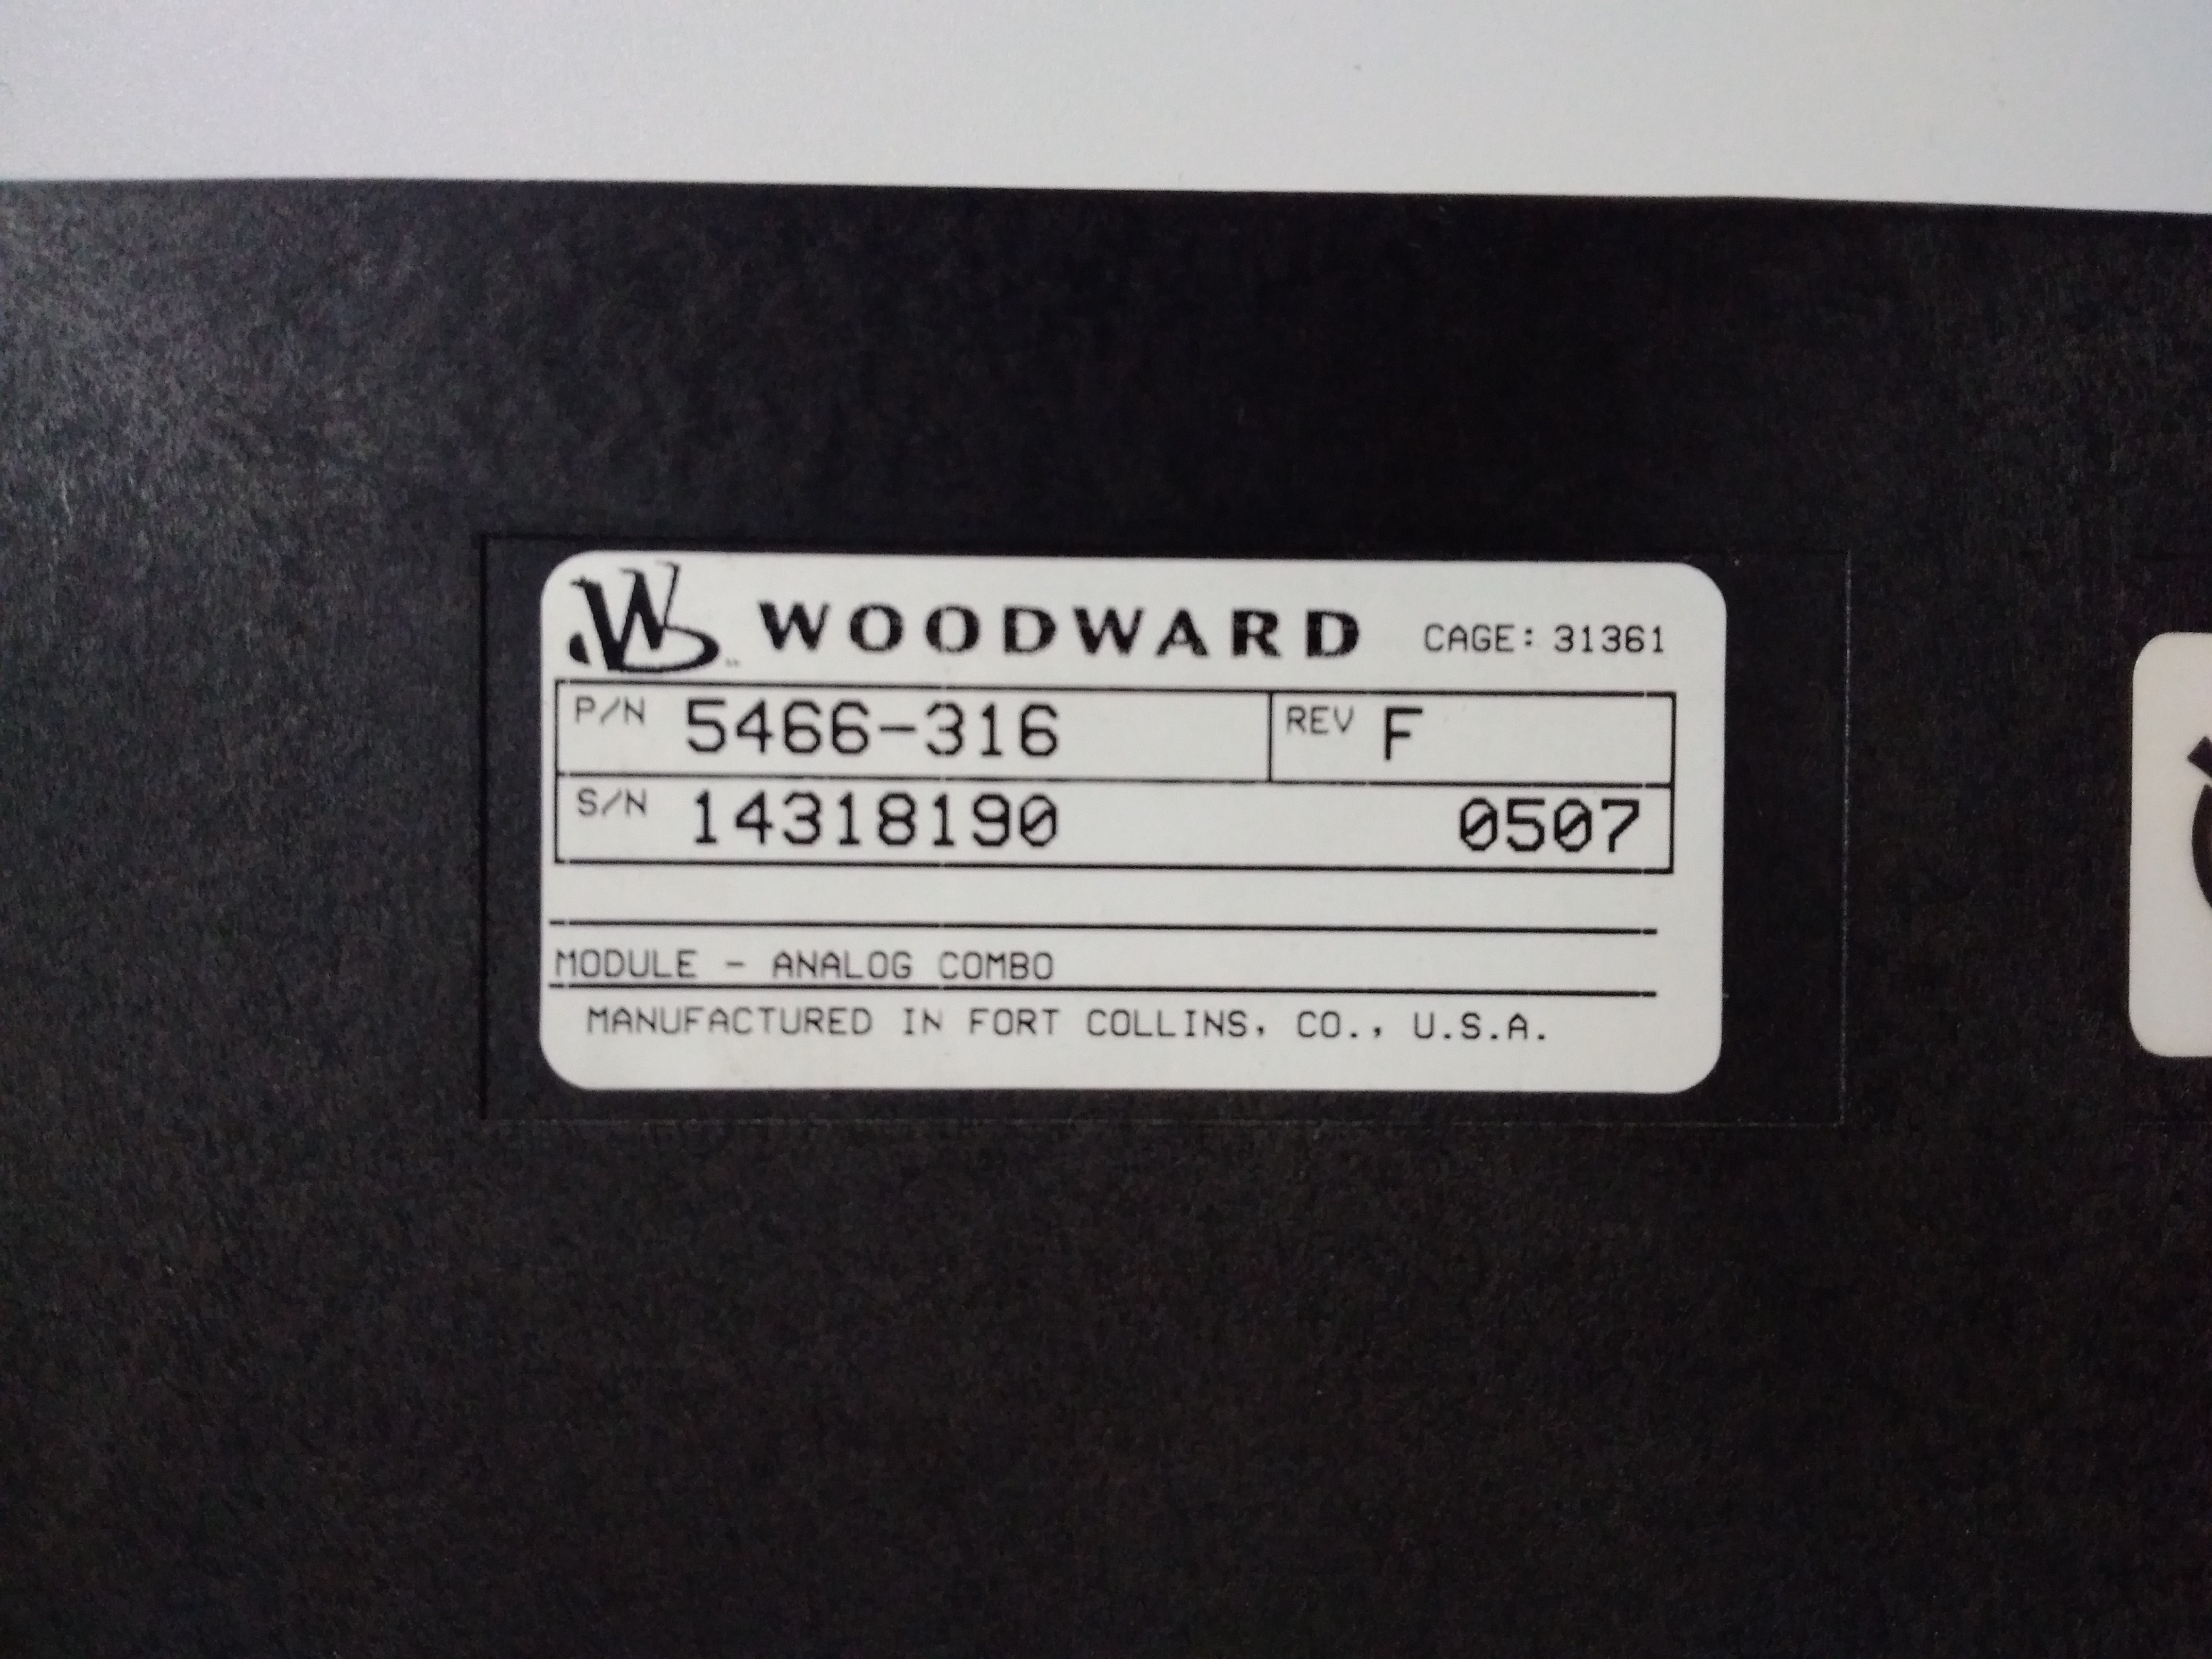 WOODWARD CAGE: 31361
P/N 5466-316 REV F
S/N 14318190 0507
MODULE - ANALOG COMBO
MANUFACTURED IN FORT COLLINS, CO., U.S.A.